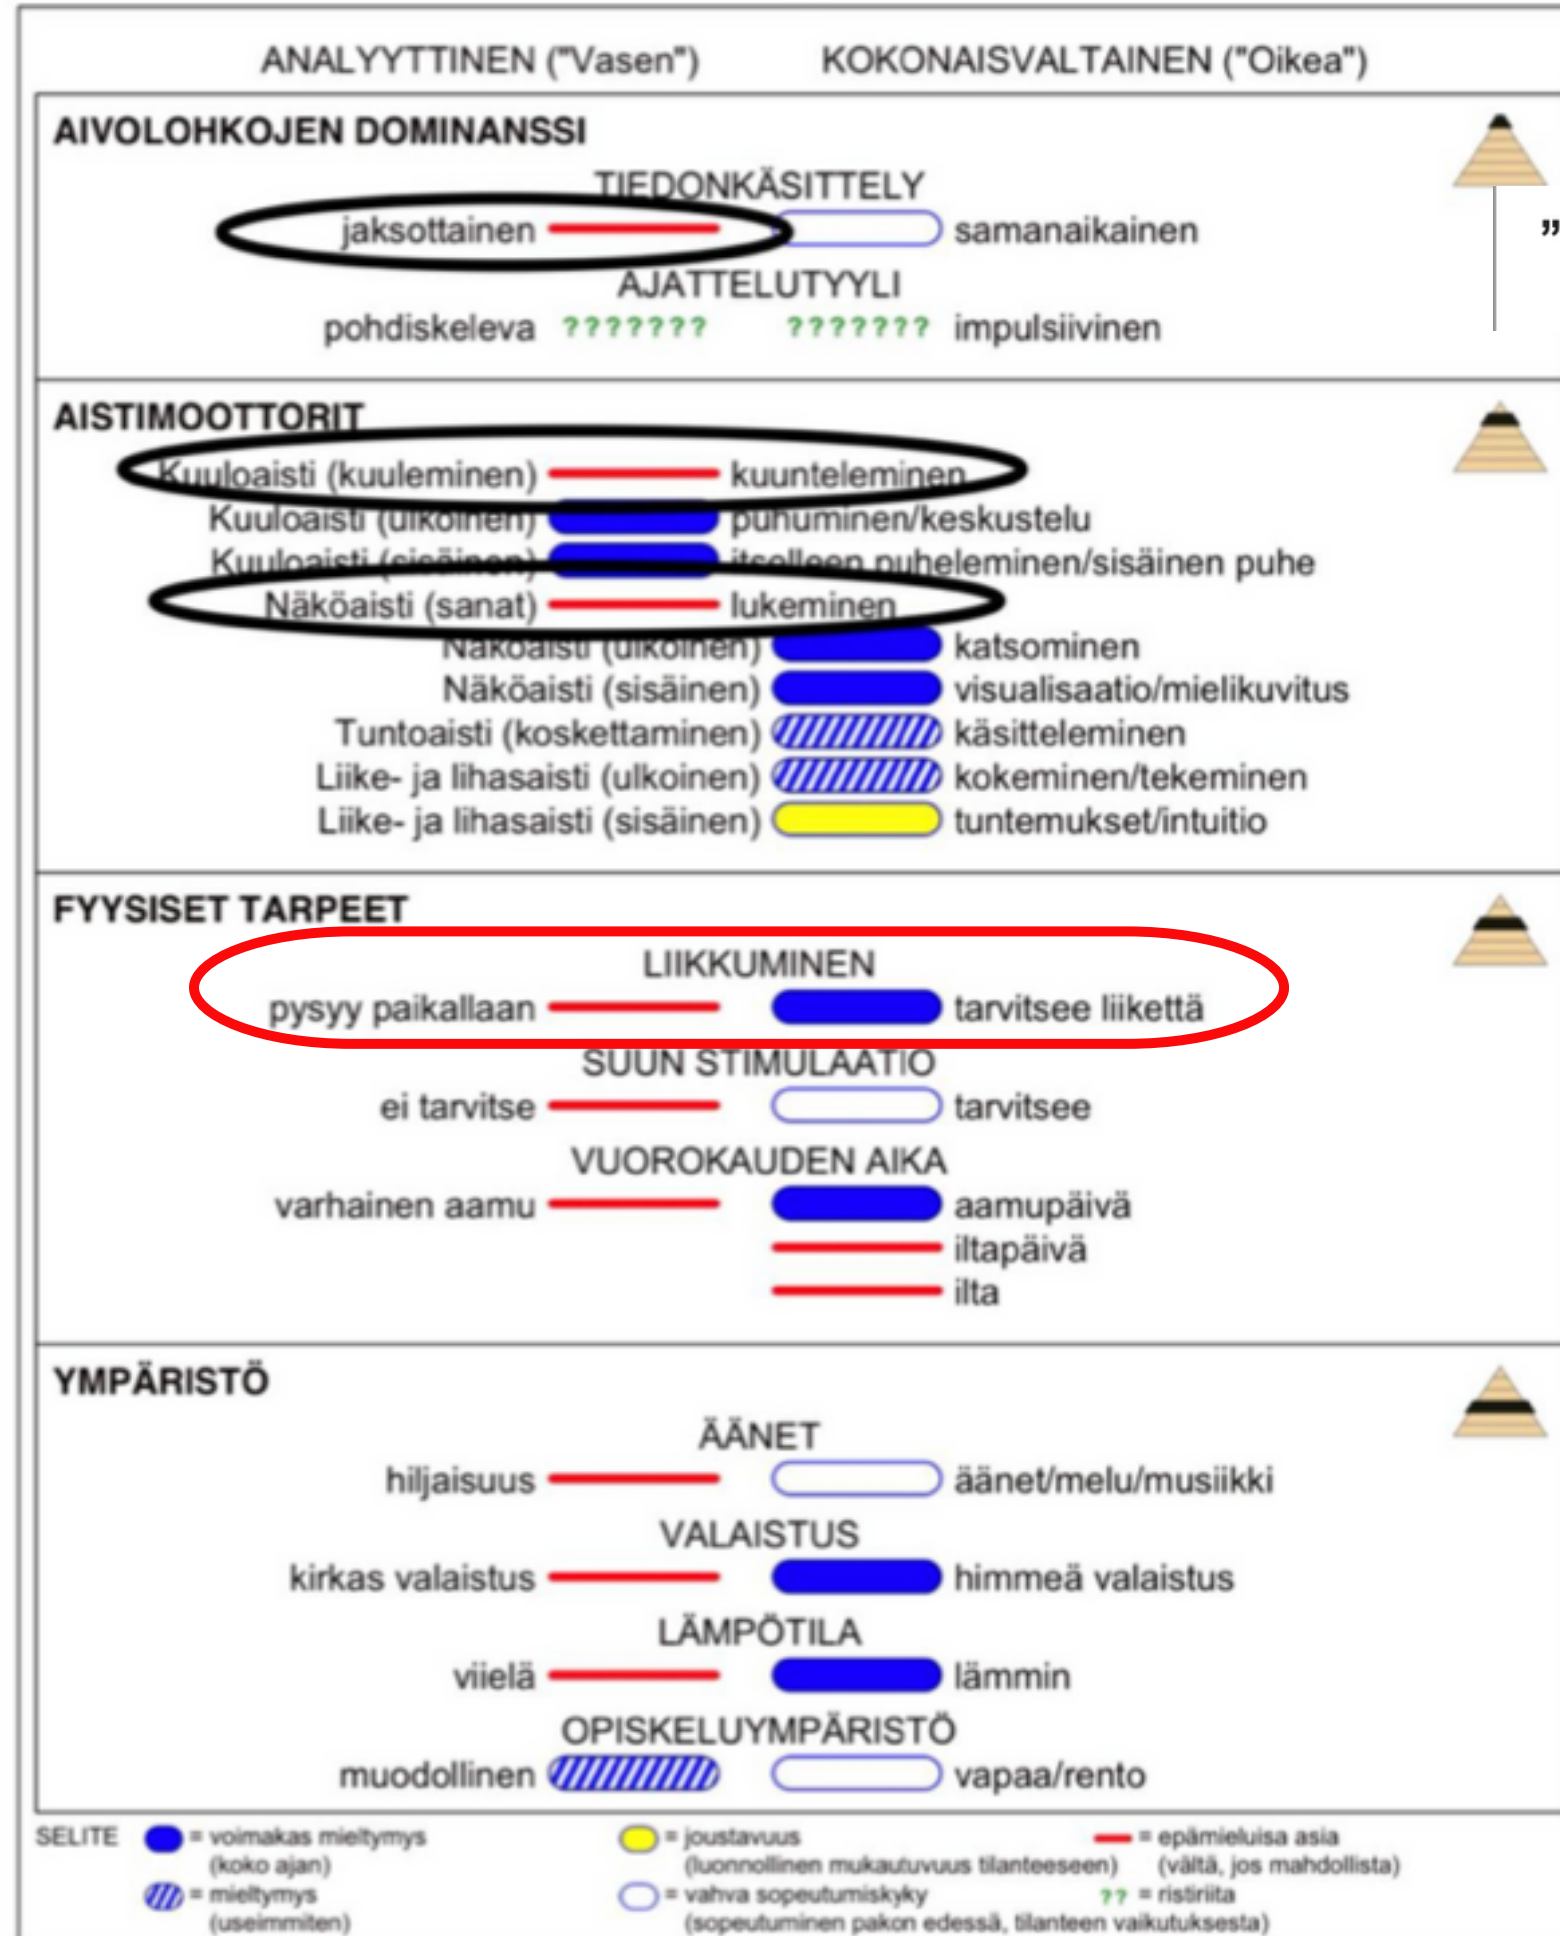 ANALYYTTINEN ("Vasen") KOKONAISVALTAINEN ("Oikea")
AIVOLOHKOJEN DOMINANSSI
TIEDONKÄSITTELY
jaksottainen samanaikainen
”
AJATTELUTYYLI
pohdiskeleva ??????? ??????? impulsiivinen
AISTIMOOTTORIT
Kuuloaisti (kuuleminen) kuunteleminen
Kuuloaisti (ulkoinen) puhuminen/keskustelu
Kuuloaisti (sisäinen) itselleen puheleminen/sisäinen puhe
Näköaisti (sanat) lukeminen
Näköaisti (ulkoinen) katsominen
Näköaisti (sisäinen) visualisaatio/mielikuvitus
Tuntoaisti (koskettaminen) käsitteleminen
Liike- ja lihasaisti (ulkoinen) kokeminen/tekeminen
Liike- ja lihasaisti (sisäinen) tuntemukset/intuitio
FYYSISET TARPEET
LIIKKUMINEN
pysyy paikallaan tarvitsee liikettä
SUUN STIMULAATIO
ei tarvitse tarvitsee
VUOROKAUDEN AIKA
varhainen aamu aamupäivä
iltapäivä
ilta
YMPÄRISTÖ
ÄÄNET
hiljaisuus äänet/melu/musiikki
VALAISTUS
kirkas valaistus himmeä valaistus
LÄMPÖTILA
viielä lämmin
OPISKELUYMPÄRISTÖ
muodollinen vapaa/rento
SELITE = voimakas mieltymys = joustavuus = epämieluisa asia
(koko ajan) (luonnollinen mukautuvuus tilanteeseen) (vältä, jos mahdollista)
= mieltymys = vahva sopeutumiskyky ?? = ristiriita
(useimmiten) (sopeutuminen pakon edessä, tilanteen vaikutuksesta)